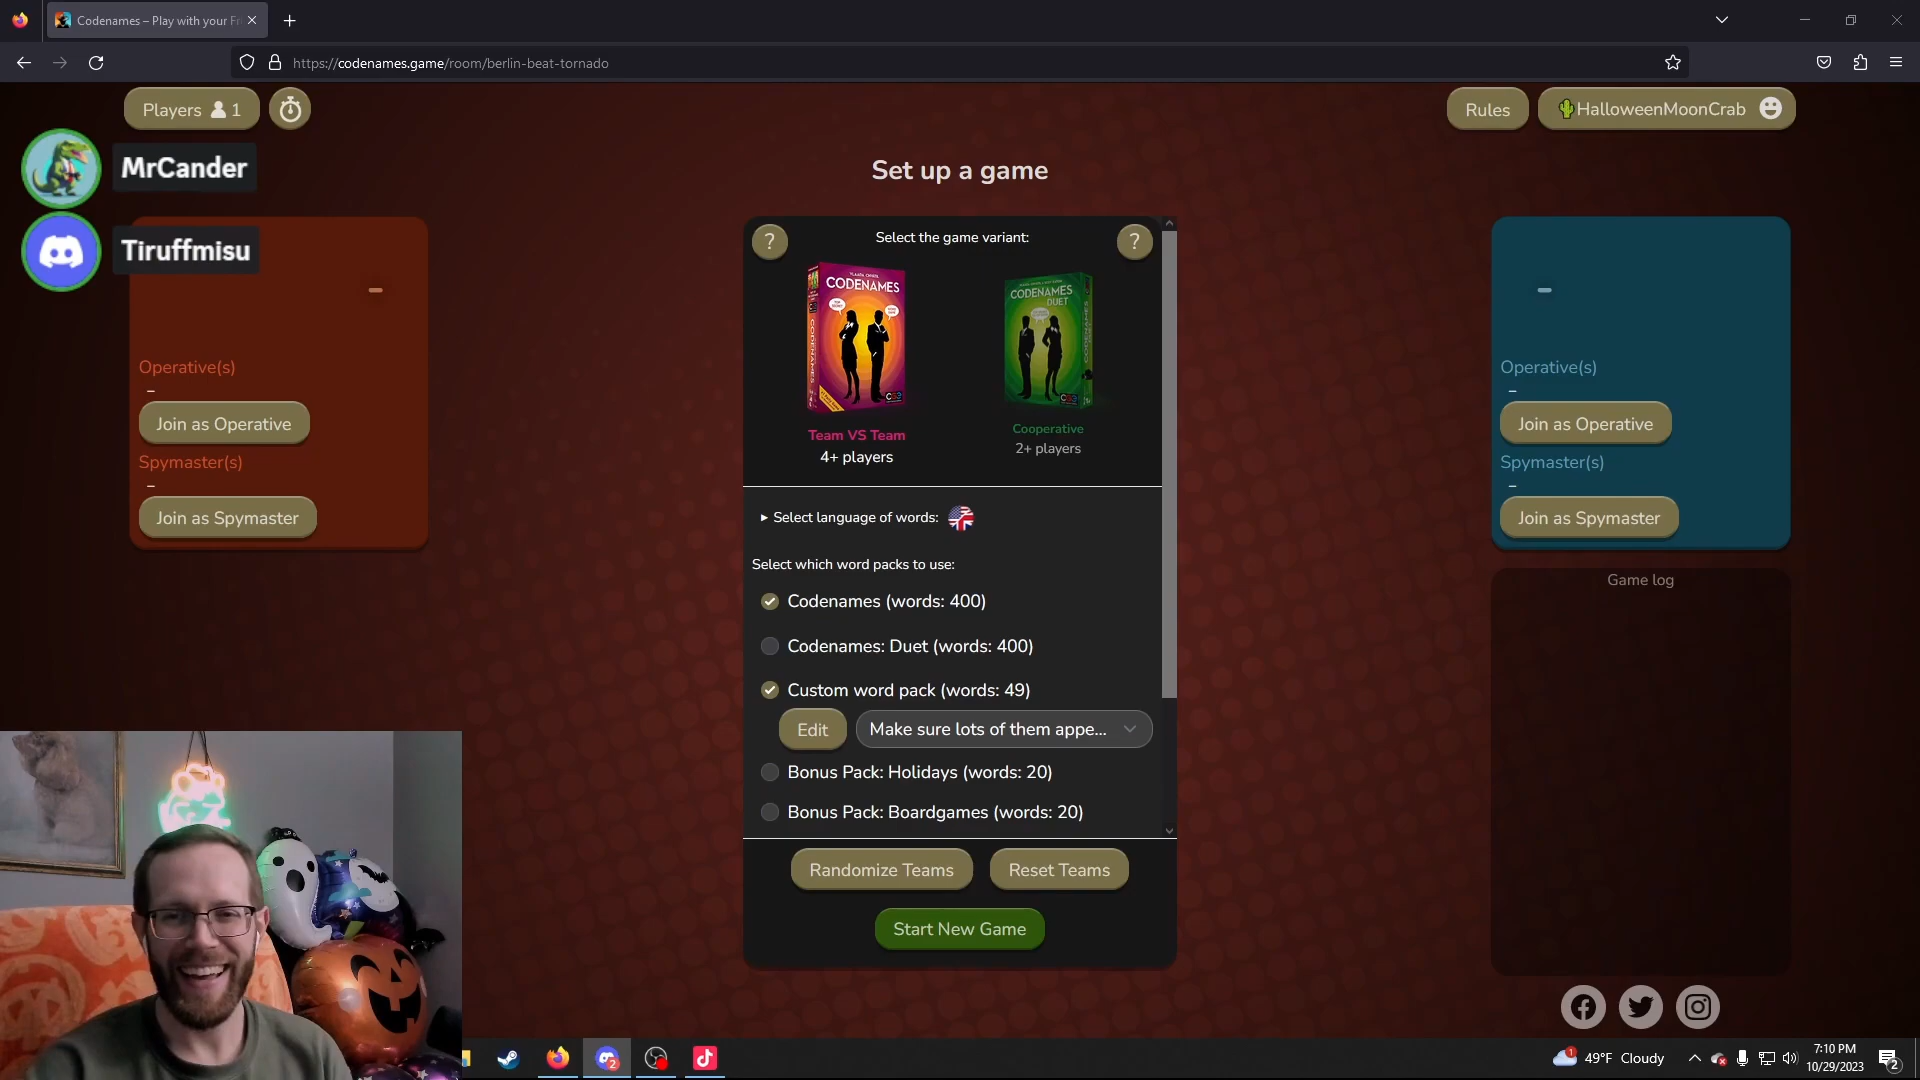 Codenames – Play with your Fri
https://codenames.game/room/berlin-beat-tornado
Players 1
Rules
HalloweenMoonCrab
MrCander
Tiruffmisu
Set up a game
-
Operative(s)
–
Join as Operative
Spymaster(s)
–
Join as Spymaster
?
Select the game variant:
?
CODENAMES
CODENAMES
DUET
Team VS Team
4+ players
Cooperative
2+ players
Select language of words:
Select which word packs to use:
Codenames (words: 400)
Codenames: Duet (words: 400)
Custom word pack (words: 49)
Edit
Make sure lots of them appe...
Bonus Pack: Holidays (words: 20)
Bonus Pack: Boardgames (words: 20)
Randomize Teams
Reset Teams
Start New Game
-
Operative(s)
–
Join as Operative
Spymaster(s)
–
Join as Spymaster
Game log
2
1
49°F Cloudy
7:10 PM
10/29/2023
2